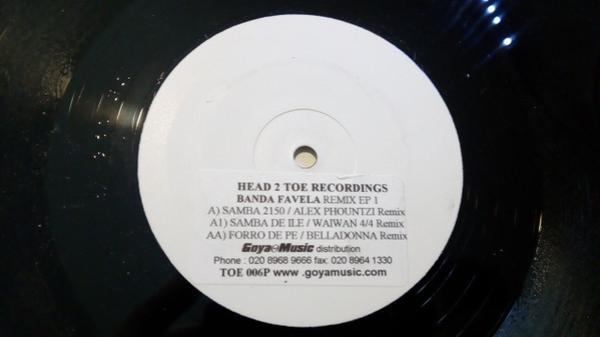 HEAD 2 TOE RECORDINGS
BANDA FAVELA REMIX EP 1
A) SAMBA 2150 / ALEX PHOUNTZI Remix
A1) SAMBA DE ILE / WAIWAN 4/4 Remix
AA) FORRO DE PE / BELLADONNA Remix
Goya Music distribution
Phone : 020 8968 9666 fax: 020 8964 1330
TOE 006P www .goyamusic.com